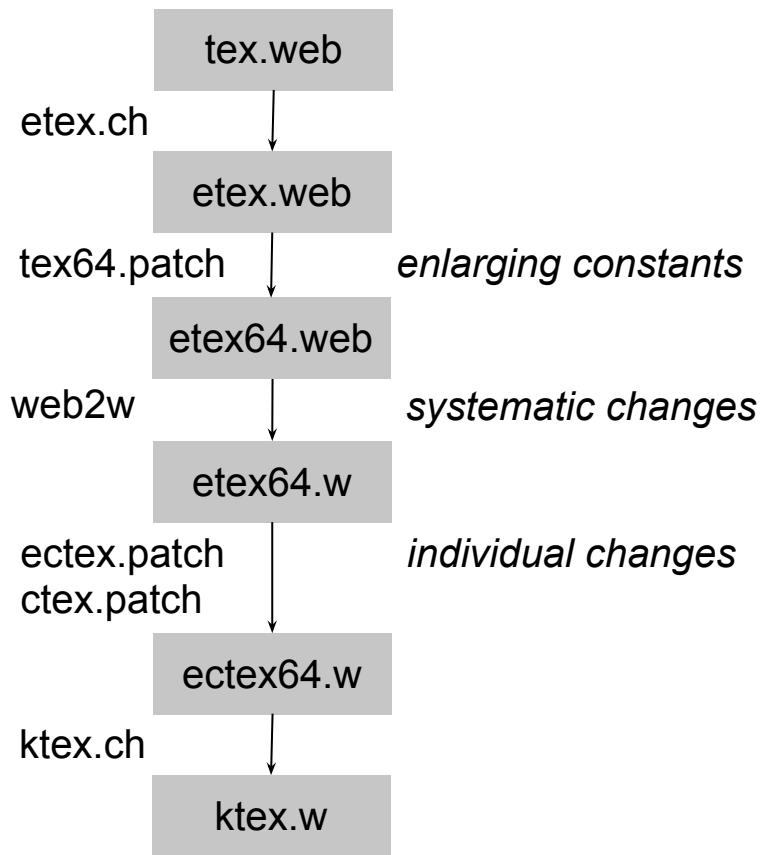 tex.web
etex.ch
etex.web
tex64.patch
enlarging constants
etex64.web
web2w
systematic changes
etex64.w
ectex.patch
individual changes
ctex.patch
ectex64.w
ktex.ch
ktex.w